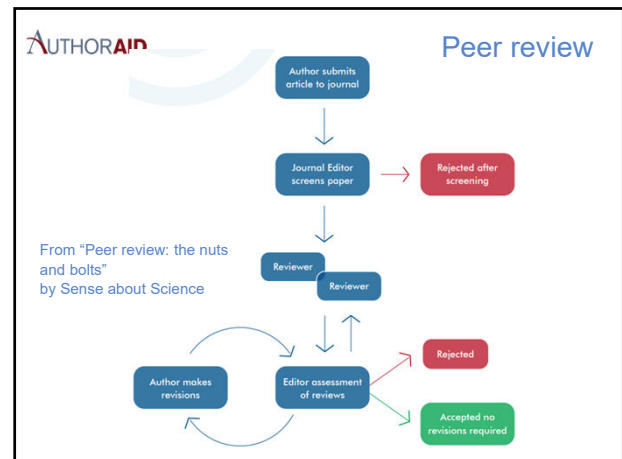 AUTHORAID
Peer review
Author submits
article to journal
Journal Editor
screens paper
Rejected after
screening
From “Peer review: the nuts
and bolts”
by Sense about Science
Reviewer
Reviewer
Rejected
Author makes
revisions
Editor assessment
of reviews
Accepted no
revisions required